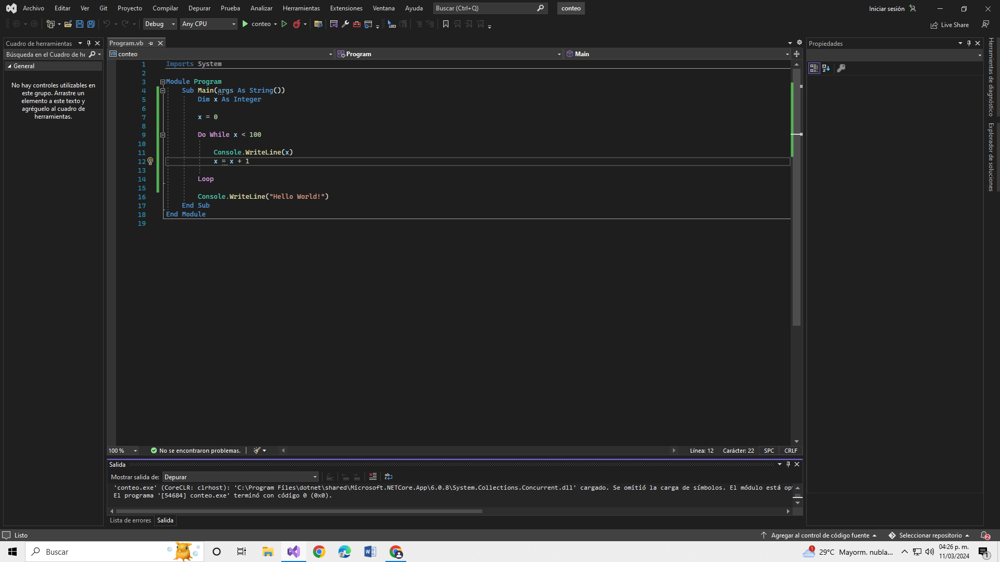 Archivo Editar Ver Git Proyecto Compilar Depurar Prueba Analizar Herramientas Extensiones Ventana Ayuda Buscar (Ctrl+Q) conteo Iniciar sesión
Debug Any CPU conteo Live Share
Cuadro de herramientas
Búsqueda en el Cuadro de he
General
No hay controles utilizables en
este grupo. Arrastre un
elemento a este texto y
agréguelo al cuadro de
herramientas.
Program.vb
VB conteo Program Main
1 Imports System
2
3 Module Program
4 Sub Main(args As String())
5 Dim x As Integer
6
7 x = 0
8
9 Do While x < 100
10
11 Console.WriteLine(x)
12 x = x + 1
13
14 Loop
15
16 Console.WriteLine("Hello World!")
17 End Sub
18 End Module
19
100 % No se encontraron problemas. Línea: 12 Carácter: 22 SPC CRLF
Salida
Mostrar salida de: Depurar
'conteo.exe' (CoreCLR: clrhost): 'C:\Program Files\dotnet\shared\Microsoft.NETCore.App\6.0.8\System.Collections.Concurrent.dll' cargado. Se omitió la carga de símbolos. El módulo está op
El programa '[54684] conteo.exe' terminó con código 0 (0x0).
Lista de errores Salida
Propiedades
Herramientas de diagnóstico
Explorador de soluciones
Listo Agregar al control de código fuente Seleccionar repositorio 2
Buscar 1 29°C Mayorm. nubla... 04:26 p. m.
11/03/2024 1